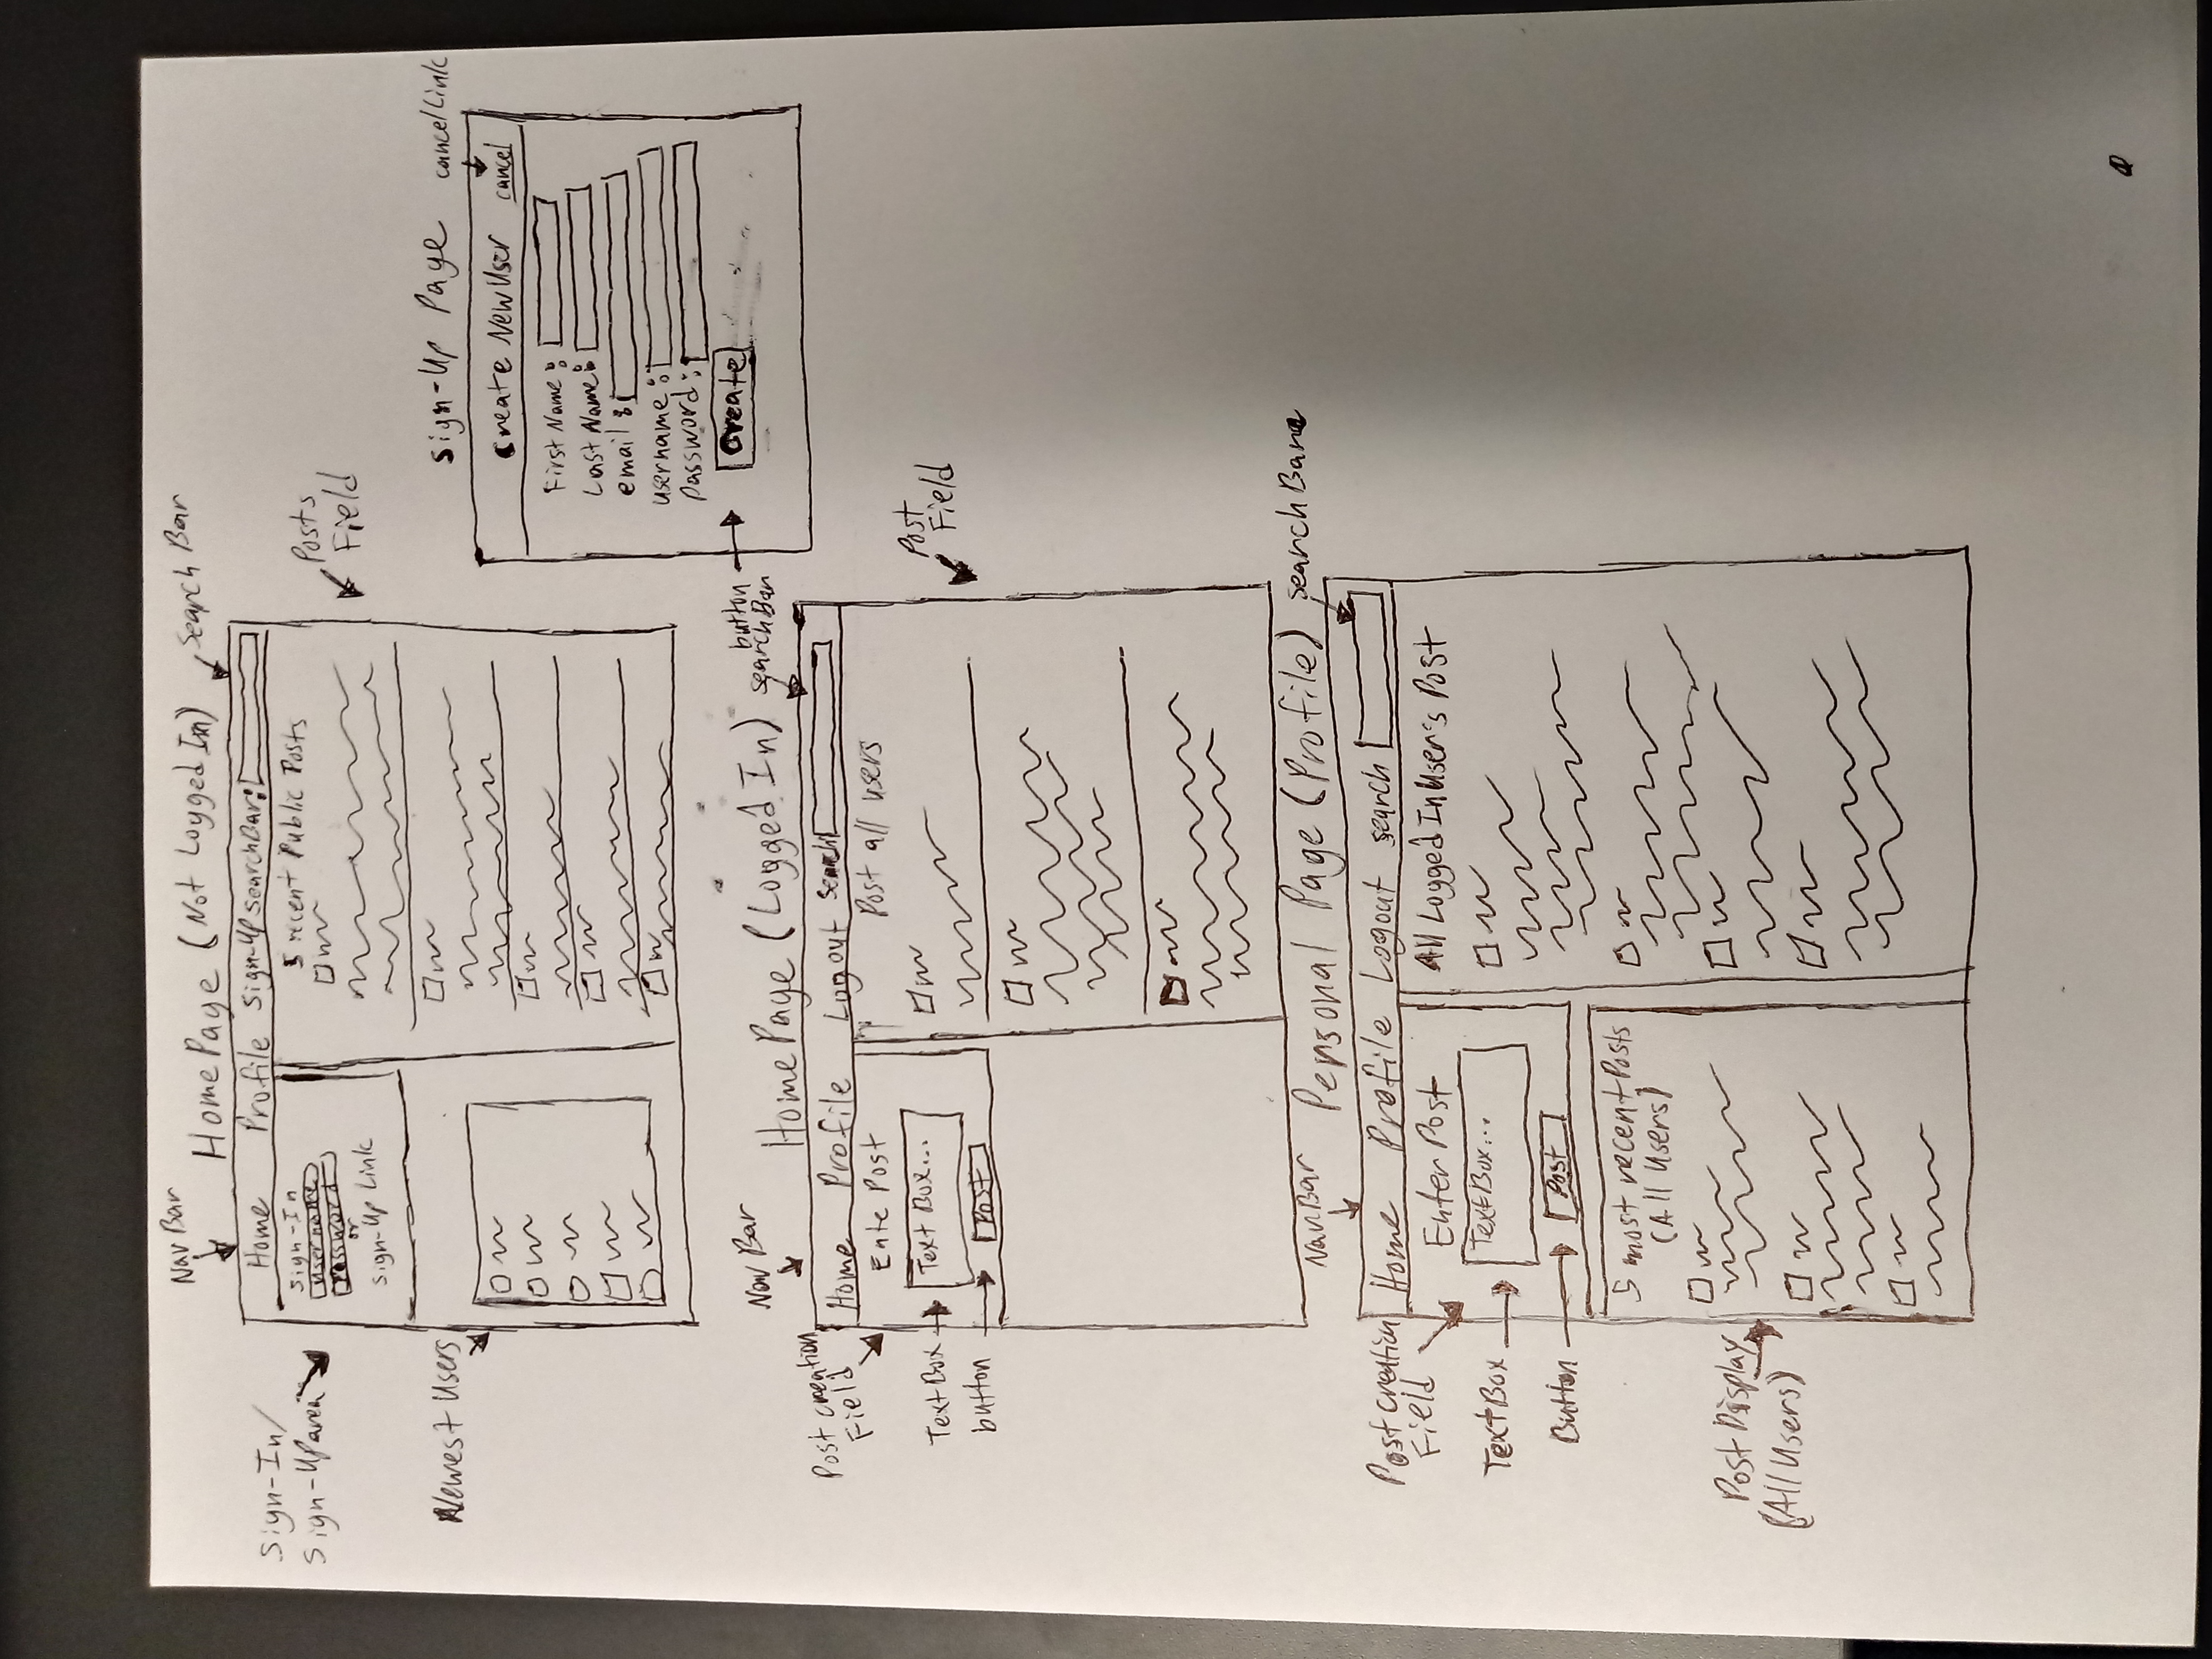 Nav Bar
HomePage (Not Logged In)
Search Bar
Home Profile Sign-Up SearchBar:
Sign-In/
Sign-Up area
Sign-In
username
Password
or
Sign-Up Link
5 recent Public Posts
Posts
Field
Newest Users
Sign-Up Page
cancel Link
Create New User cancel
First Name:
Last Name:
email:
username:
Password:
button
Create
Nav Bar
HomePage (Logged In)
searchBar
Post creation
Field
Home Profile Logout search
Ente Post
Text Box...
Post
Post all users
TextBox
button
Post
Field
NavBar
Personal Page (Profile)
searchBar
Post creation
Field
Home Profile Logout search
Enter Post
TextBox...
Post
All Logged In User's Post
TextBox
Button
5 most recent Posts
(All Users)
Post Display
(All Users)